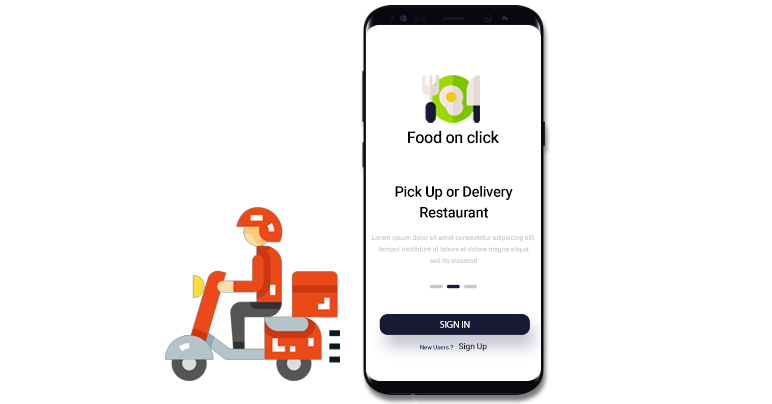 Food on click
Pick Up or Delivery
Restaurant
Lorem ipsum dolor sit amet consectetur adipiscing elit,
tempor incididunt ut labore et dolore magna aliqua
sed do eiusmod
SIGN IN
New Users ? Sign Up